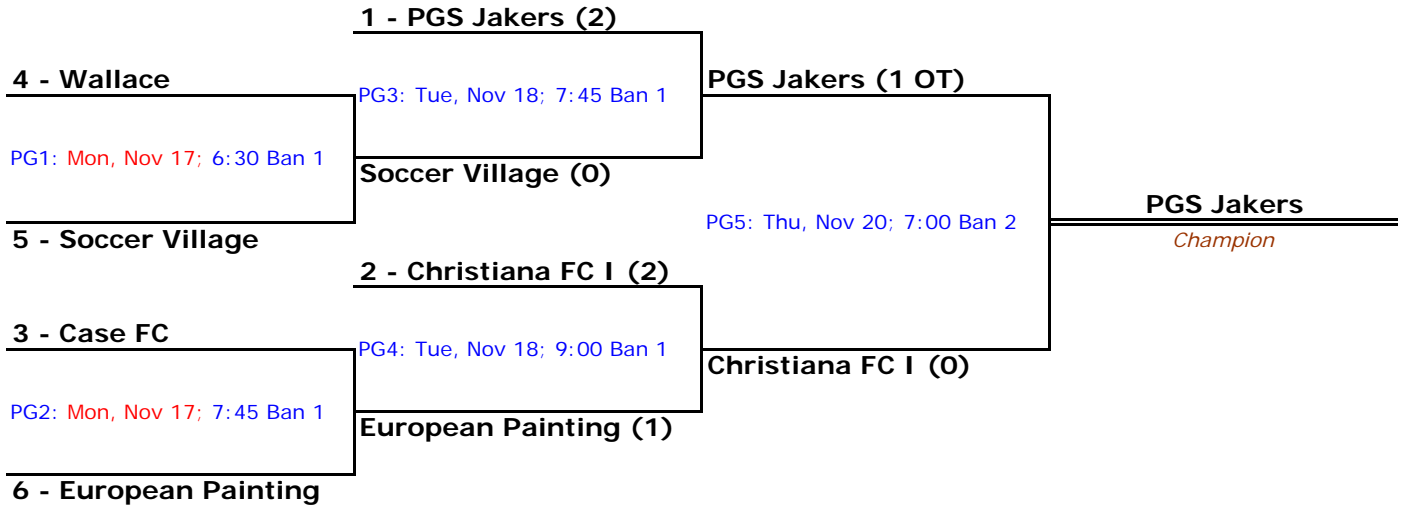 1 - PGS Jakers (2)
4 - Wallace
PGS Jakers (1 OT)
PG3: Tue, Nov 18; 7:45 Ban 1
PG1: Mon, Nov 17; 6:30 Ban 1
Soccer Village (0)
PGS Jakers
PG5: Thu, Nov 20; 7:00 Ban 2
5 - Soccer Village
Champion
2 - Christiana FC I (2)
3 - Case FC
PG4: Tue, Nov 18; 9:00 Ban 1
Christiana FC I (0)
PG2: Mon, Nov 17; 7:45 Ban 1
European Painting (1)
6 - European Painting